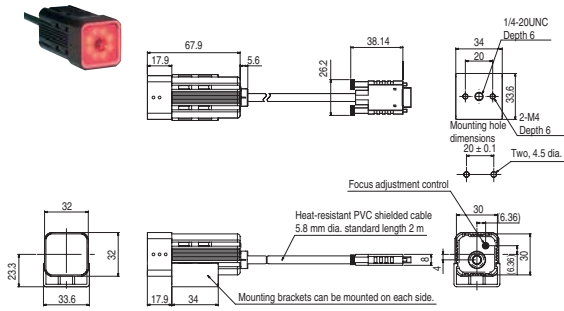 67.9
17.9
5.6
38.14
26.2
1/4-20UNC
Depth 6
34
20
33.6
2-M4
Depth 6
Mounting hole
dimensions
20 ± 0.1
Two, 4.5 dia.
Focus adjustment control
32
32
23.3
33.6
Heat-resistant PVC shielded cable
5.8 mm dia. standard length 2 m
17.9
34
Mounting brackets can be mounted on each side.
8
30
(6.36)
4
(6.36)
30